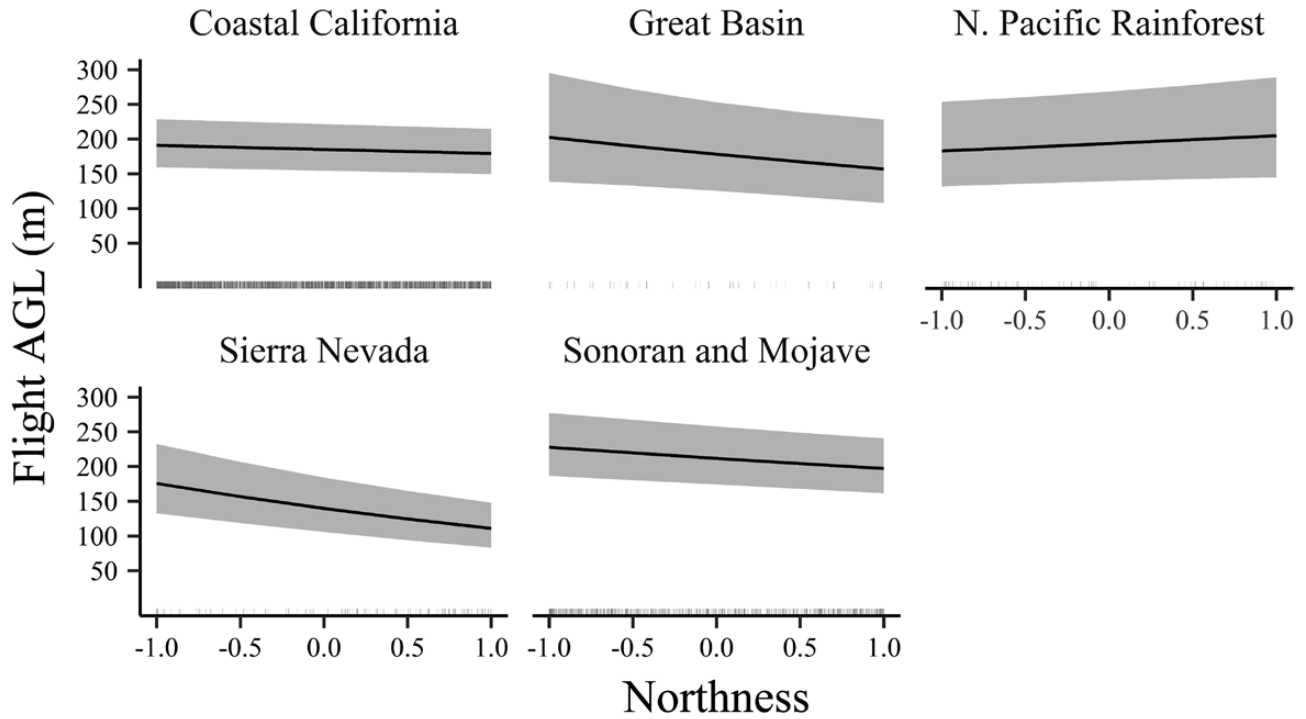 Coastal California
Great Basin
N. Pacific Rainforest
Flight AGL (m)
300
250
200
150
100
50
-1.0 -0.5 0.0 0.5 1.0
Sierra Nevada
Sonoran and Mojave
300
250
200
150
100
50
-1.0 -0.5 0.0 0.5 1.0
-1.0 -0.5 0.0 0.5 1.0
Northness